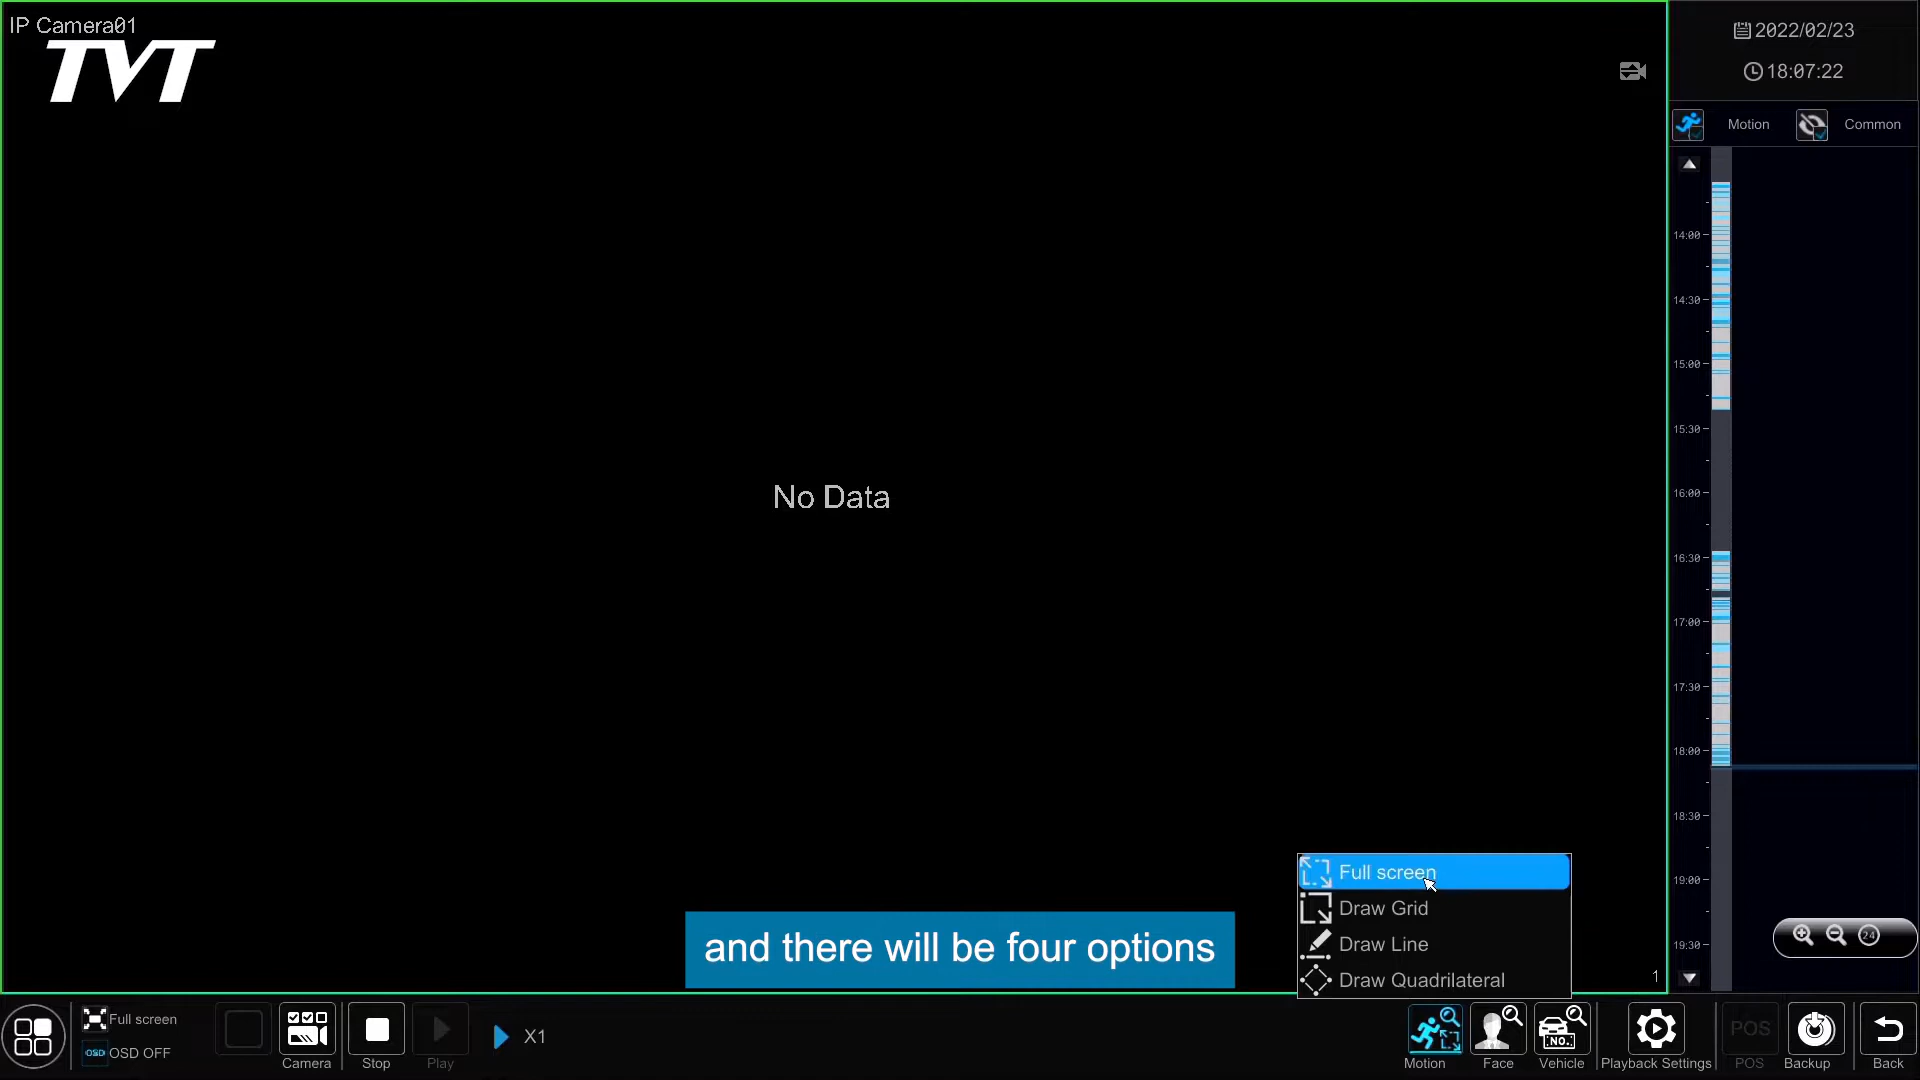 IP Camera01
TVT
2022/02/23
18:07:22
Motion
Common
14:00
14:30
15:00
15:30
16:00
16:30
17:00
17:30
18:00
18:30
19:00
19:30
24
No Data
Full screen
Draw Grid
Draw Line
Draw Quadrilateral
and there will be four options
1
Full screen
OSD OSD OFF
Camera
Stop
Play
X1
Motion
Face
NO.
Vehicle
Playback Settings
POS
POS
Backup
Back